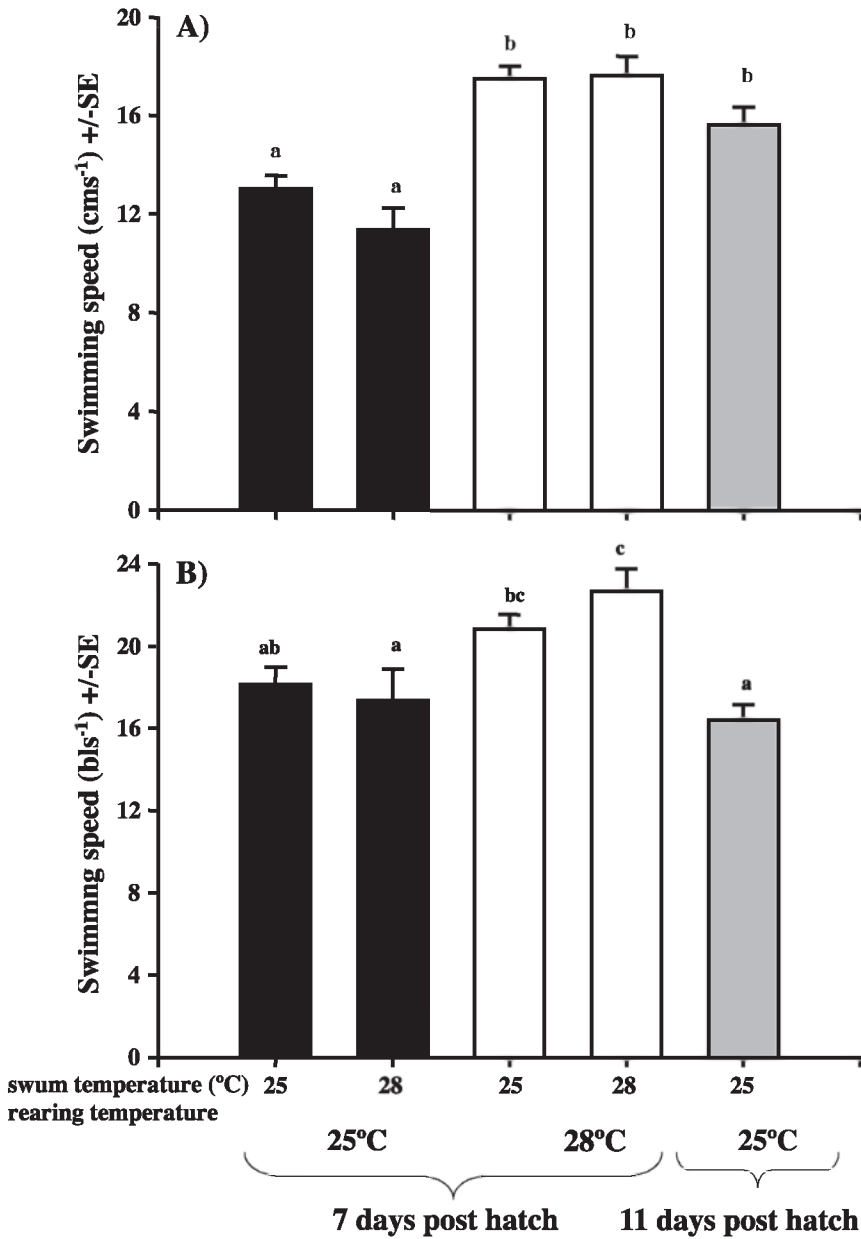 A)
Swimming speed (cms⁻¹) +/-SE
20
16
12
8
4
0
a
a
b
b
b
B)
Swimmng speed (bls⁻¹) +/-SE
24
20
16
12
8
4
0
ab
a
bc
c
a
swum temperature (ºC) 25 28 25 28 25
rearing temperature
25ºC 28ºC 25ºC
7 days post hatch 11 days post hatch